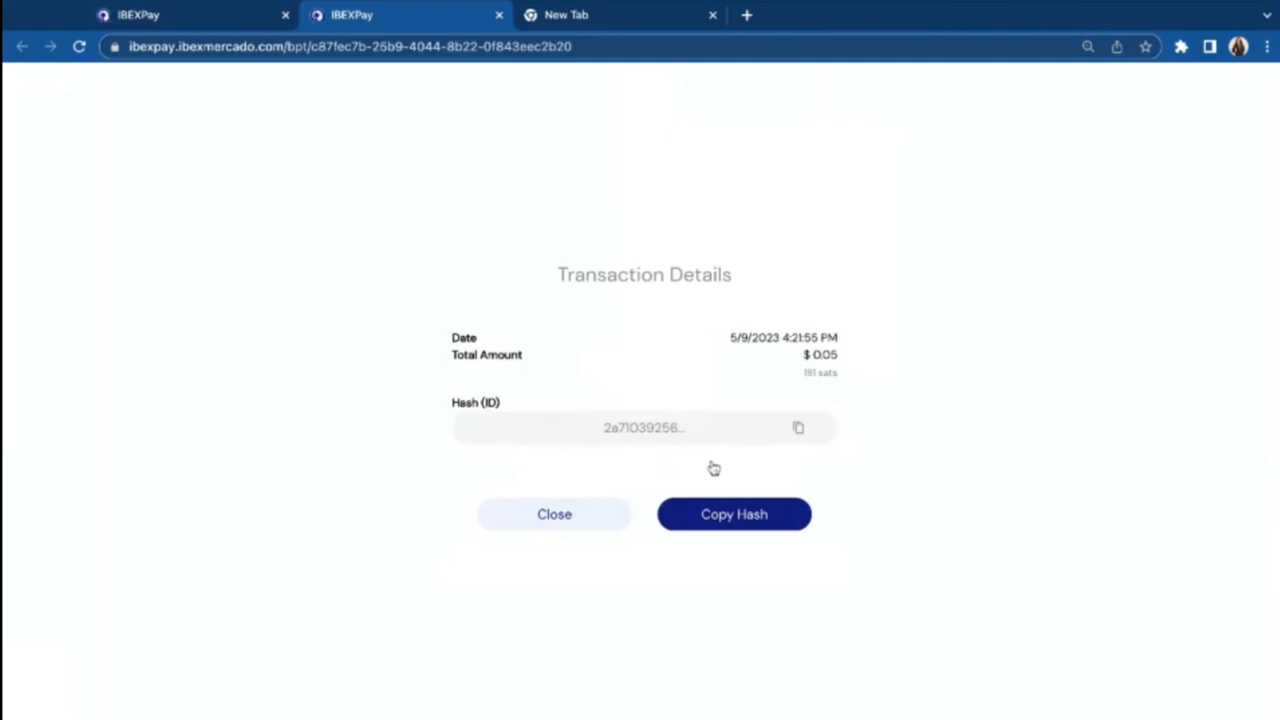 IBEXPay
IBEXPay
New Tab
ibexpay.ibexmercado.com/bpt/c87fec7b-25b9-4044-8b22-0f843eec2b20
Transaction Details
Date 5/9/2023 4:21:55 PM
Total Amount $ 0.05
181 sats
Hash (ID)
2a71039256...
Close Copy Hash